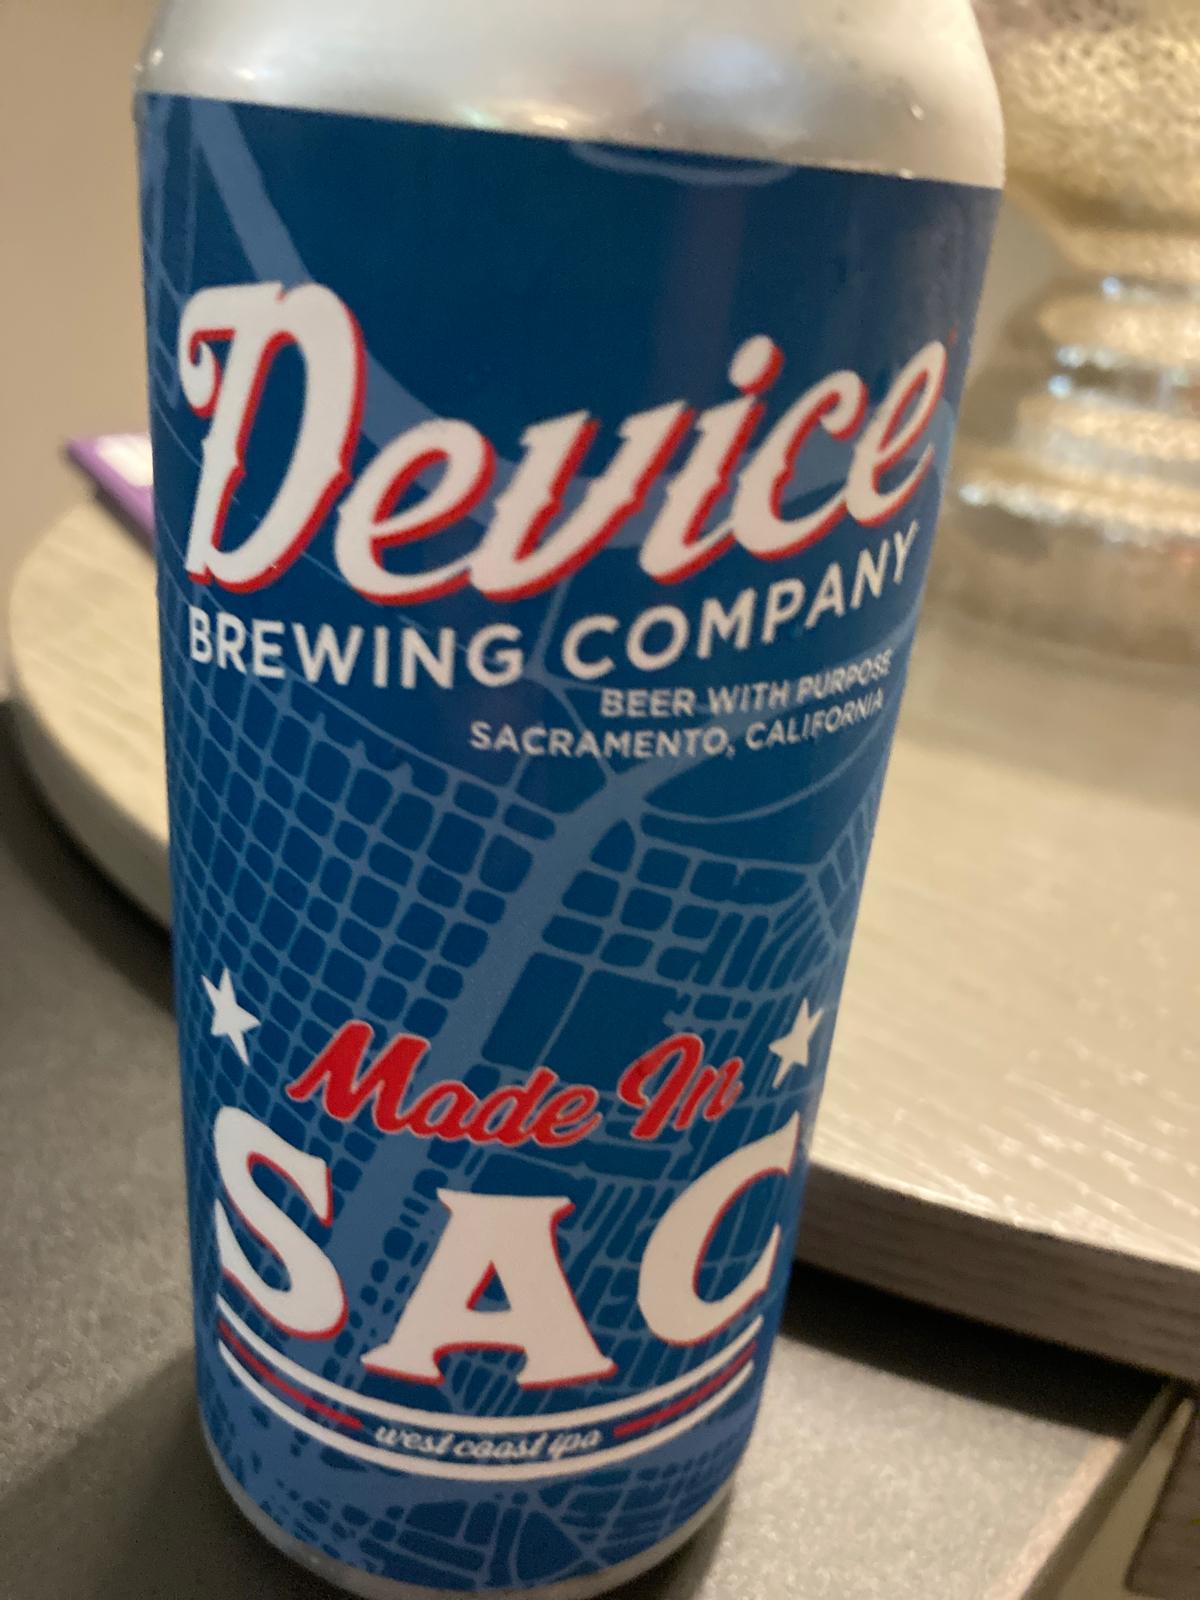 Device
BREWING COMPANY
BEER WITH PURPOSE
SACRAMENTO, CALIFORNIA
Made In
SAC
west coast ipa